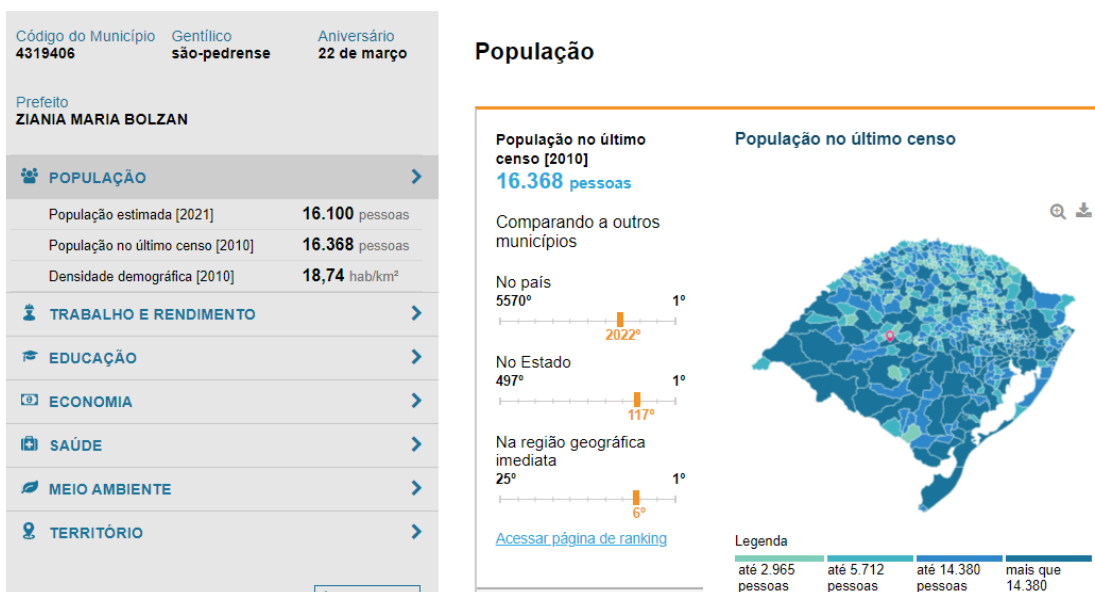 Código do Município Gentílico Aniversário
4319406 são-pedrense 22 de março
Prefeito
ZIANIA MARIA BOLZAN
POPULAÇÃO
População estimada [2021] 16.100 pessoas
População no último censo [2010] 16.368 pessoas
Densidade demográfica [2010] 18,74 hab/km²
TRABALHO E RENDIMENTO
EDUCAÇÃO
ECONOMIA
SAÚDE
MEIO AMBIENTE
TERRITÓRIO
População
População no último
censo [2010]
16.368 pessoas
Comparando a outros
municípios
No país
5570º 1º
2022º
No Estado
497º 1º
117º
Na região geográfica
imediata
25º 1º
6º
Acessar página de ranking
População no último censo
Legenda
até 2.965 até 5.712 até 14.380 mais que
pessoas pessoas pessoas 14.380